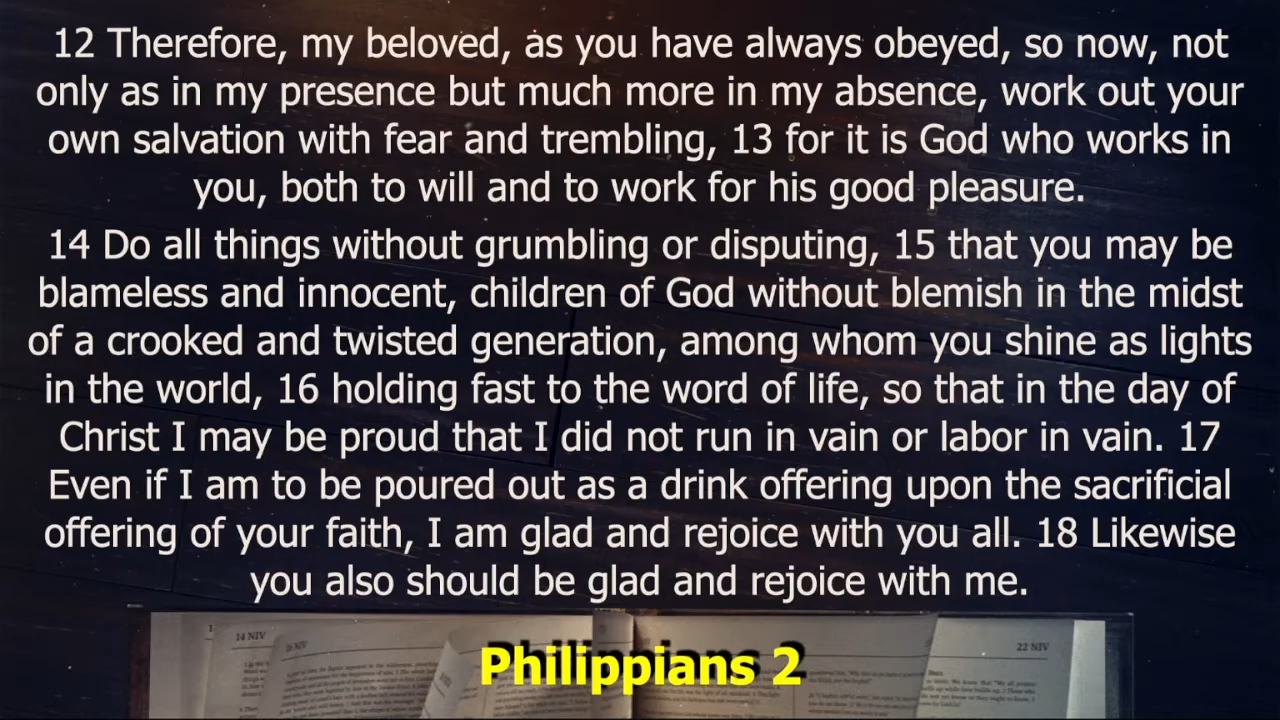 12 Therefore, my beloved, as you have always obeyed, so now, not
only as in my presence but much more in my absence, work out your
own salvation with fear and trembling, 13 for it is God who works in
you, both to will and to work for his good pleasure.
14 Do all things without grumbling or disputing, 15 that you may be
blameless and innocent, children of God without blemish in the midst
of a crooked and twisted generation, among whom you shine as lights
in the world, 16 holding fast to the word of life, so that in the day of
Christ I may be proud that I did not run in vain or labor in vain. 17
Even if I am to be poured out as a drink offering upon the sacrificial
offering of your faith, I am glad and rejoice with you all. 18 Likewise
you also should be glad and rejoice with me.
14 NIV
22 NIV
Philippians 2